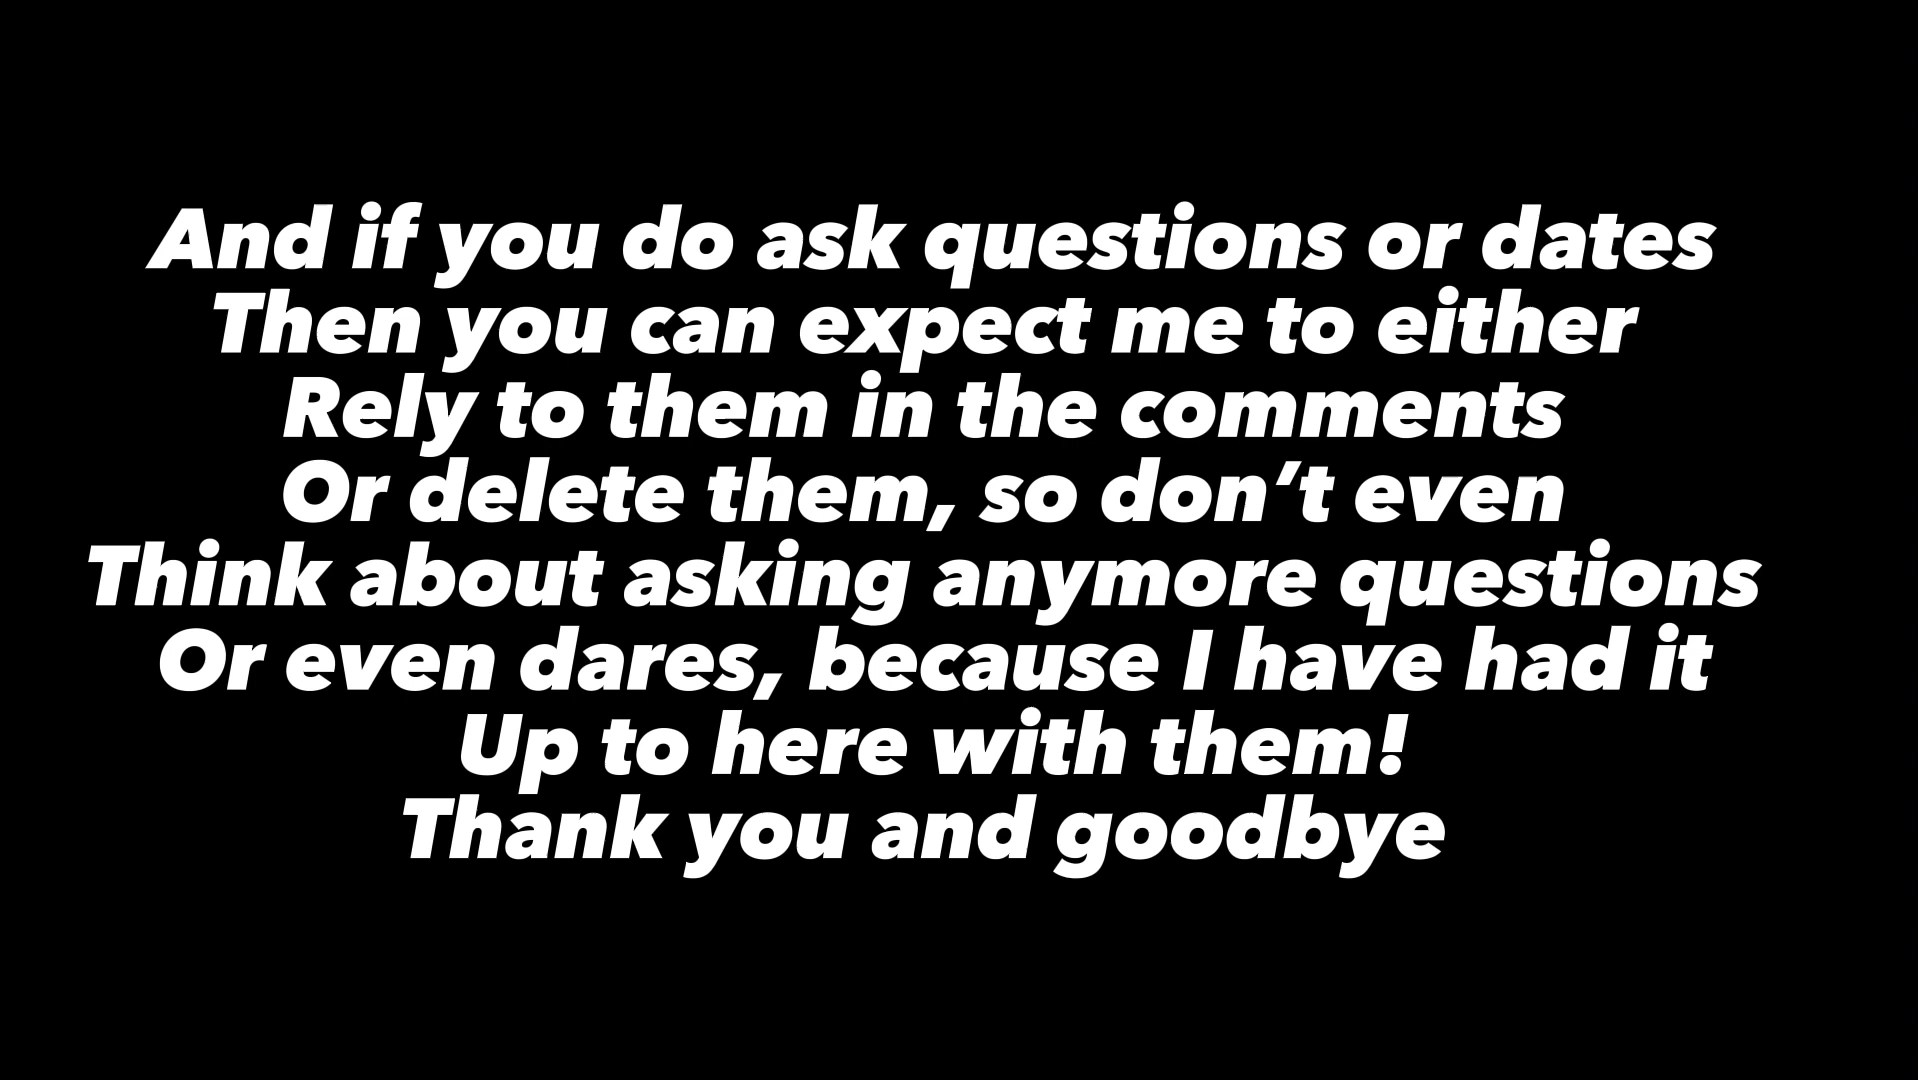 And if you do ask questions or dates
Then you can expect me to either
Rely to them in the comments
Or delete them, so don’t even
Think about asking anymore questions
Or even dares, because I have had it
Up to here with them!
Thank you and goodbye